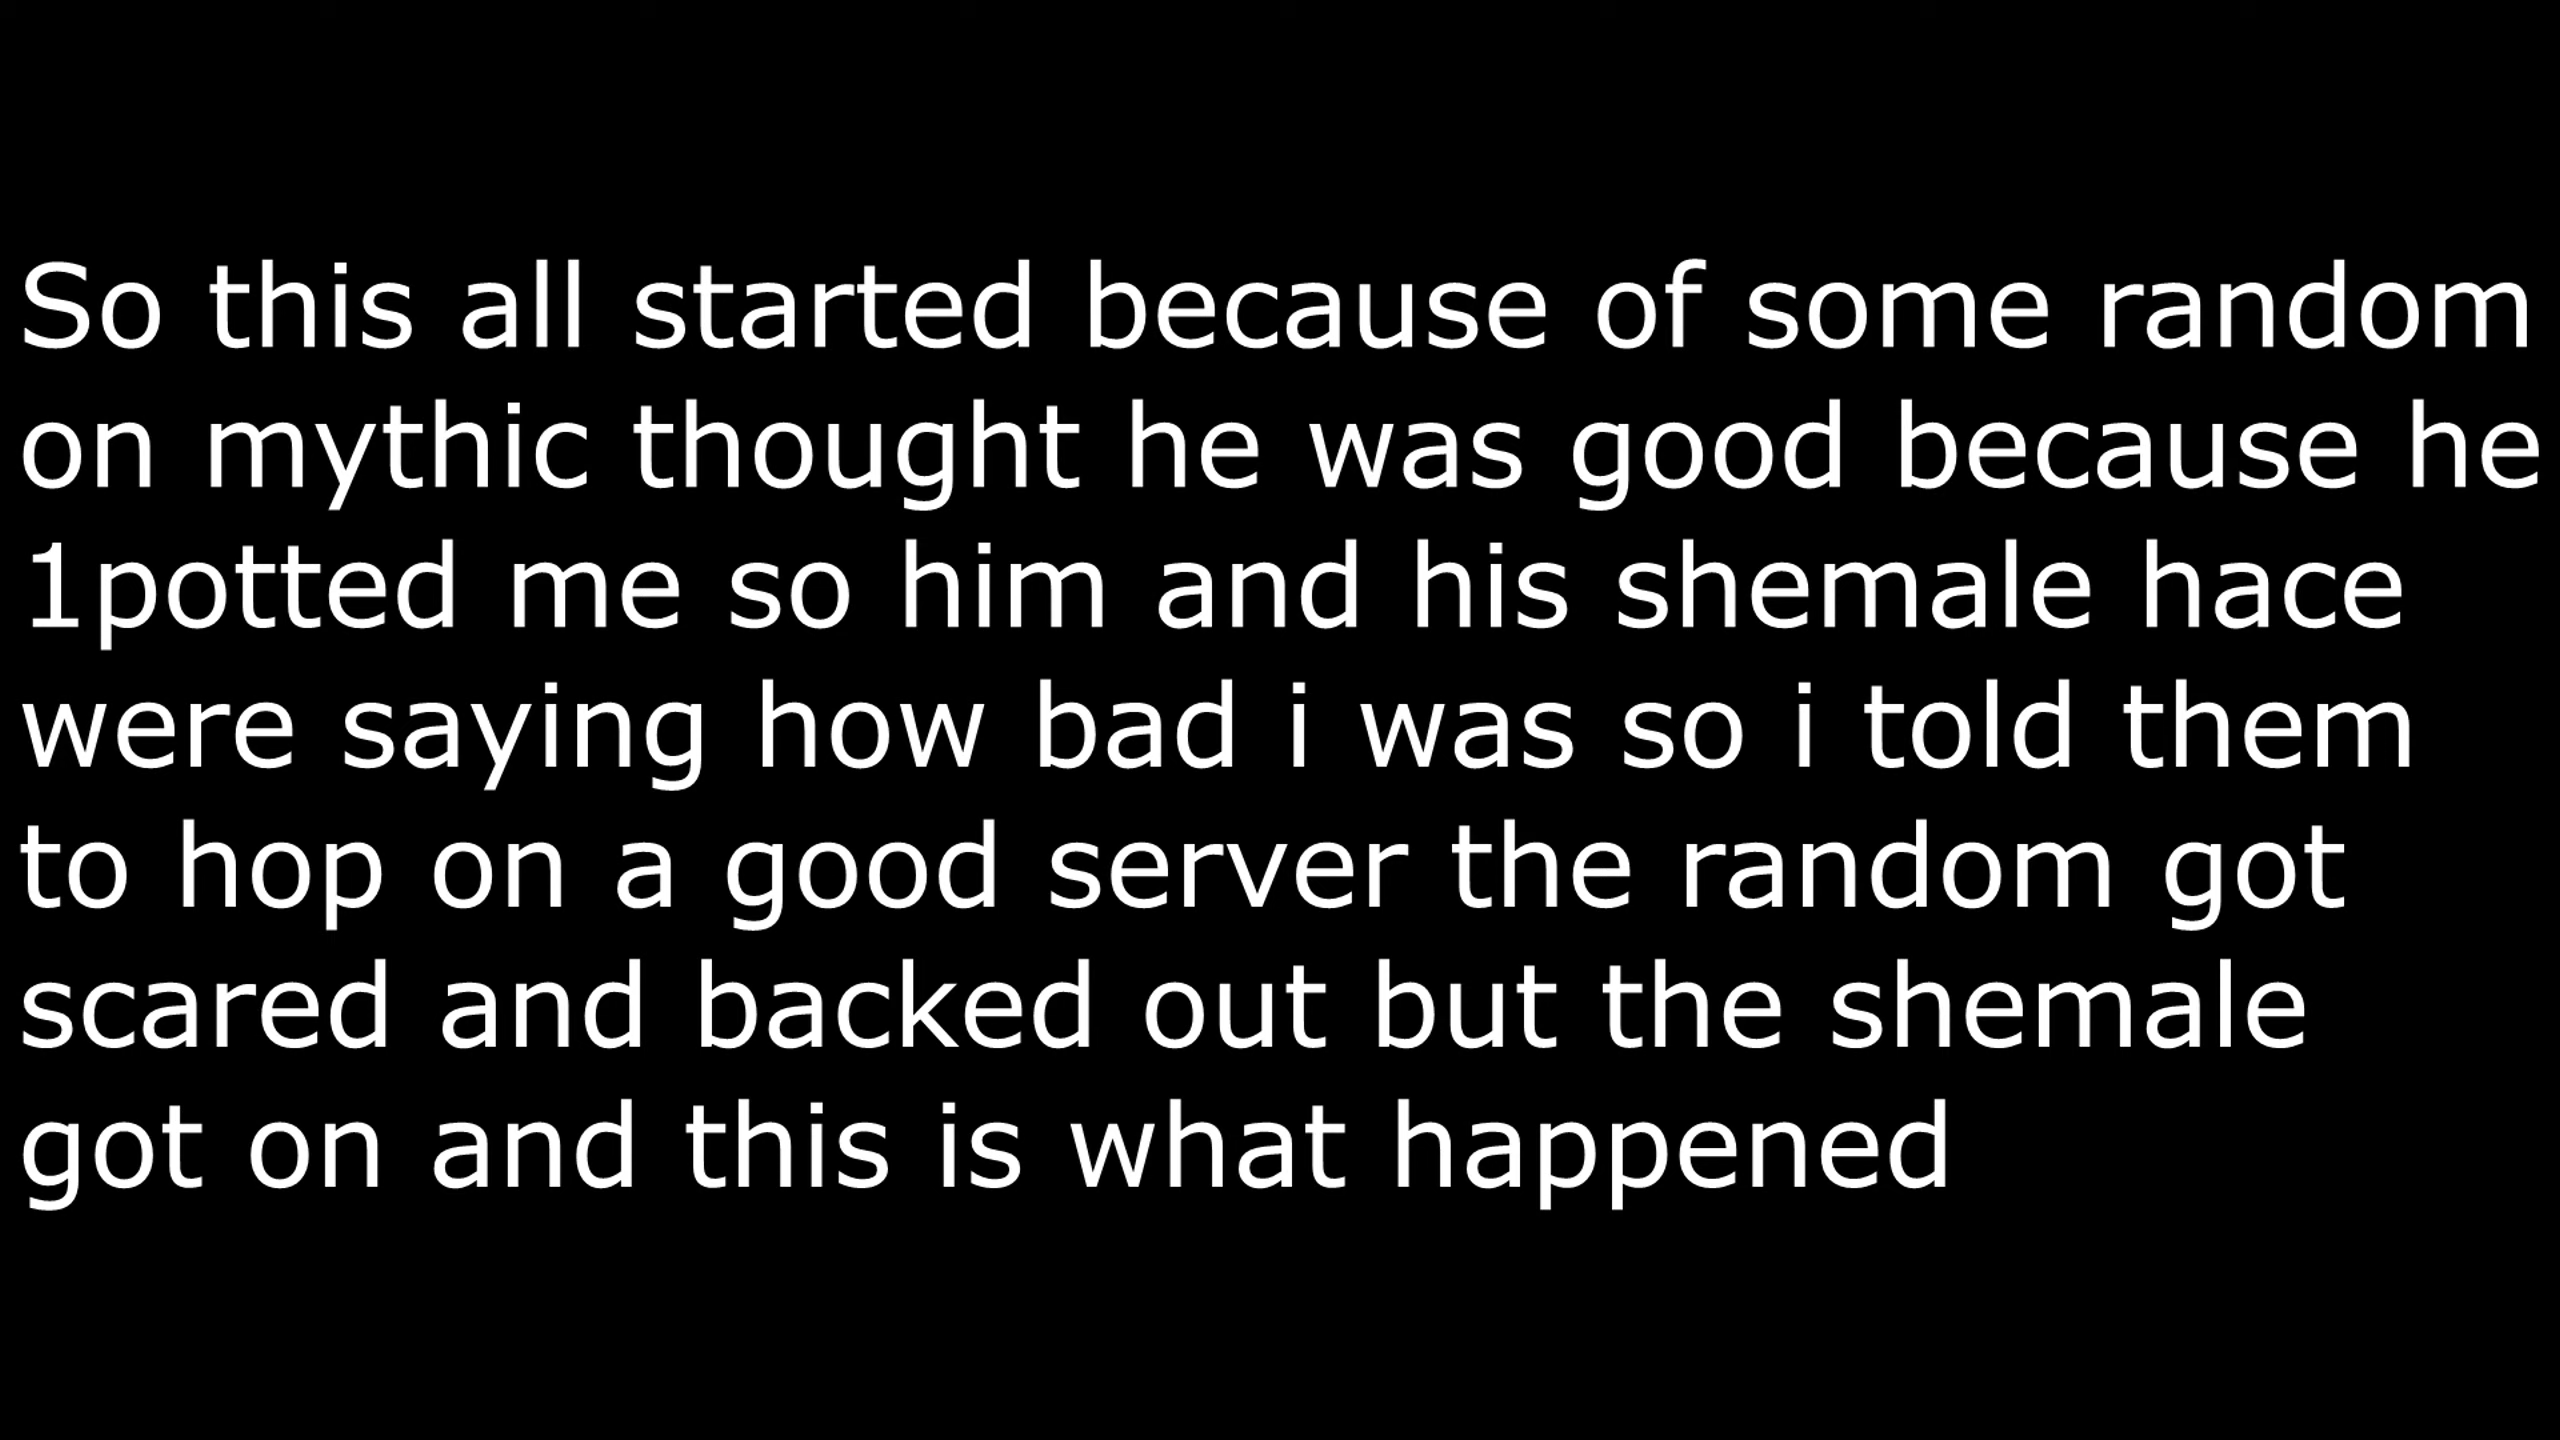 So this all started because of some random
on mythic thought he was good because he
1potted me so him and his shemale hace
were saying how bad i was so i told them
to hop on a good server the random got
scared and backed out but the shemale
got on and this is what happened